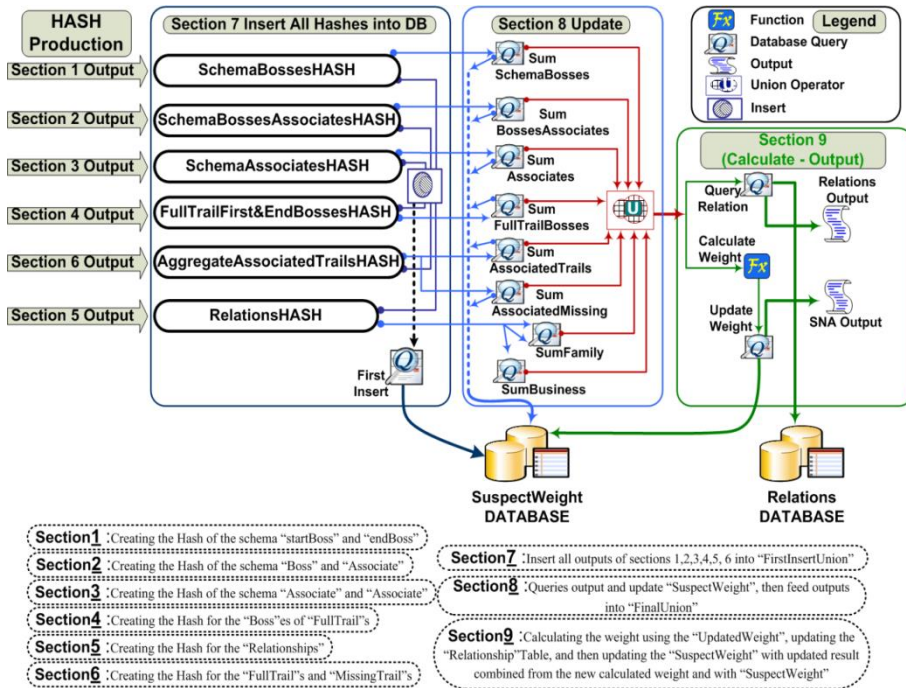 HASH
Production
Section 7 Insert All Hashes into DB
Section 8 Update
Legend
Function
Database Query
Output
Union Operator
Insert
Section 1 Output
SchemaBossesHASH
Sum
SchemaBosses
Section 2 Output
SchemaBossesAssociatesHASH
Sum
BossesAssociates
Section 3 Output
SchemaAssociatesHASH
Sum
Associates
Section 4 Output
FullTrailFirst&EndBossesHASH
Sum
FullTrailBosses
Section 6 Output
AggregateAssociatedTrailsHASH
Sum
AssociatedTrails
Sum
AssociatedMissing
Section 5 Output
RelationsHASH
SumFamily
SumBusiness
First
Insert
U
Section 9
(Calculate - Output)
Query
Relation
Relations
Output
Calculate
Weight
Fx
Update
Weight
SNA Output
SuspectWeight
DATABASE
Relations
DATABASE
Section1 :Creating the Hash of the schema “startBoss” and “endBoss”
Section2 :Creating the Hash of the schema “Boss” and “Associate”
Section3 :Creating the Hash of the schema “Associate” and “Associate”
Section4 :Creating the Hash for the “Boss”es of “FullTrail”s
Section5 :Creating the Hash for the “Relationships”
Section6 :Creating the Hash for the “FullTrail”s and “MissingTrail”s
Section7 :Insert all outputs of sections 1,2,3,4,5, 6 into “FirstInsertUnion”
Section8 :Queries output and update “SuspectWeight”, then feed outputs
into “FinalUnion”
Section9 :Calculating the weight using the “UpdatedWeight”, updating the
“Relationship”Table, and then updating the “SuspectWeight” with updated result
combined from the new calculated weight and with “SuspectWeight”